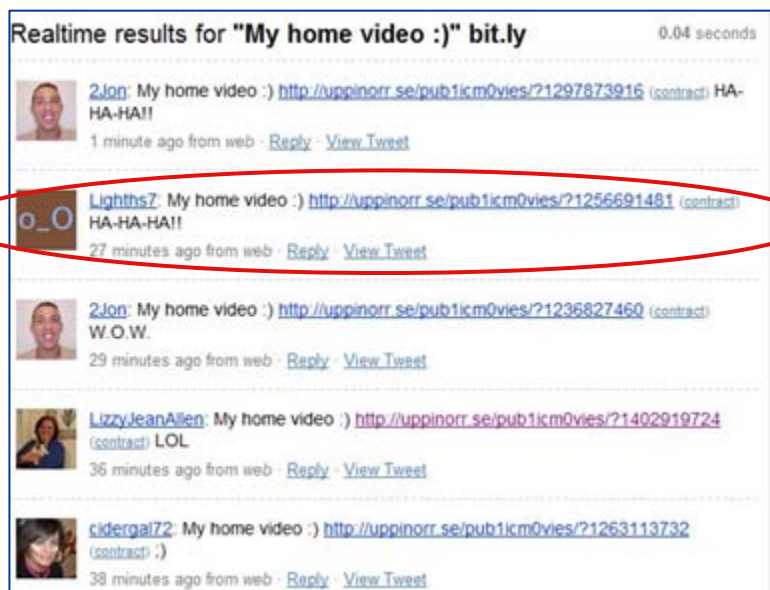 Realtime results for "My home video :)" bit.ly 0.04 seconds
2Jon: My home video :) http://uppinorr.se/pub1icm0vies/?1297873916 (contract) HA-
HA-HA!!
1 minute ago from web · Reply · View Tweet
o_O
Lighths7: My home video :) http://uppinorr.se/pub1icm0vies/?1256691481 (contract)
HA-HA-HA!!
27 minutes ago from web · Reply · View Tweet
2Jon: My home video :) http://uppinorr.se/pub1icm0vies/?1236827460 (contract)
W.O.W.
29 minutes ago from web · Reply · View Tweet
LizzyJeanAllen: My home video :) http://uppinorr.se/pub1icm0vies/?1402919724
(contract) LOL
36 minutes ago from web · Reply · View Tweet
cidergal72: My home video :) http://uppinorr.se/pub1icm0vies/?1263113732
(contract) ;)
38 minutes ago from web · Reply · View Tweet